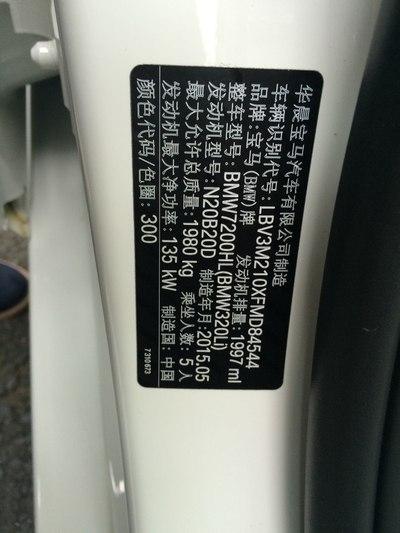 华晨宝马汽车有限公司制造
车辆识别代号: LBV3M210XFMD84544
品牌: 宝马 (BMW) 牌 发动机排量: 1997 ml
整车型号: BMW7200HL(BMW320Li)
发动机型号: N20B20D 制造年月: 2015.05
最大允许总质量: 1980 kg 乘坐人数: 5 人
发动机最大净功率: 135 kW 制造国: 中国
颜色代码/色圈: 300
7 310 673